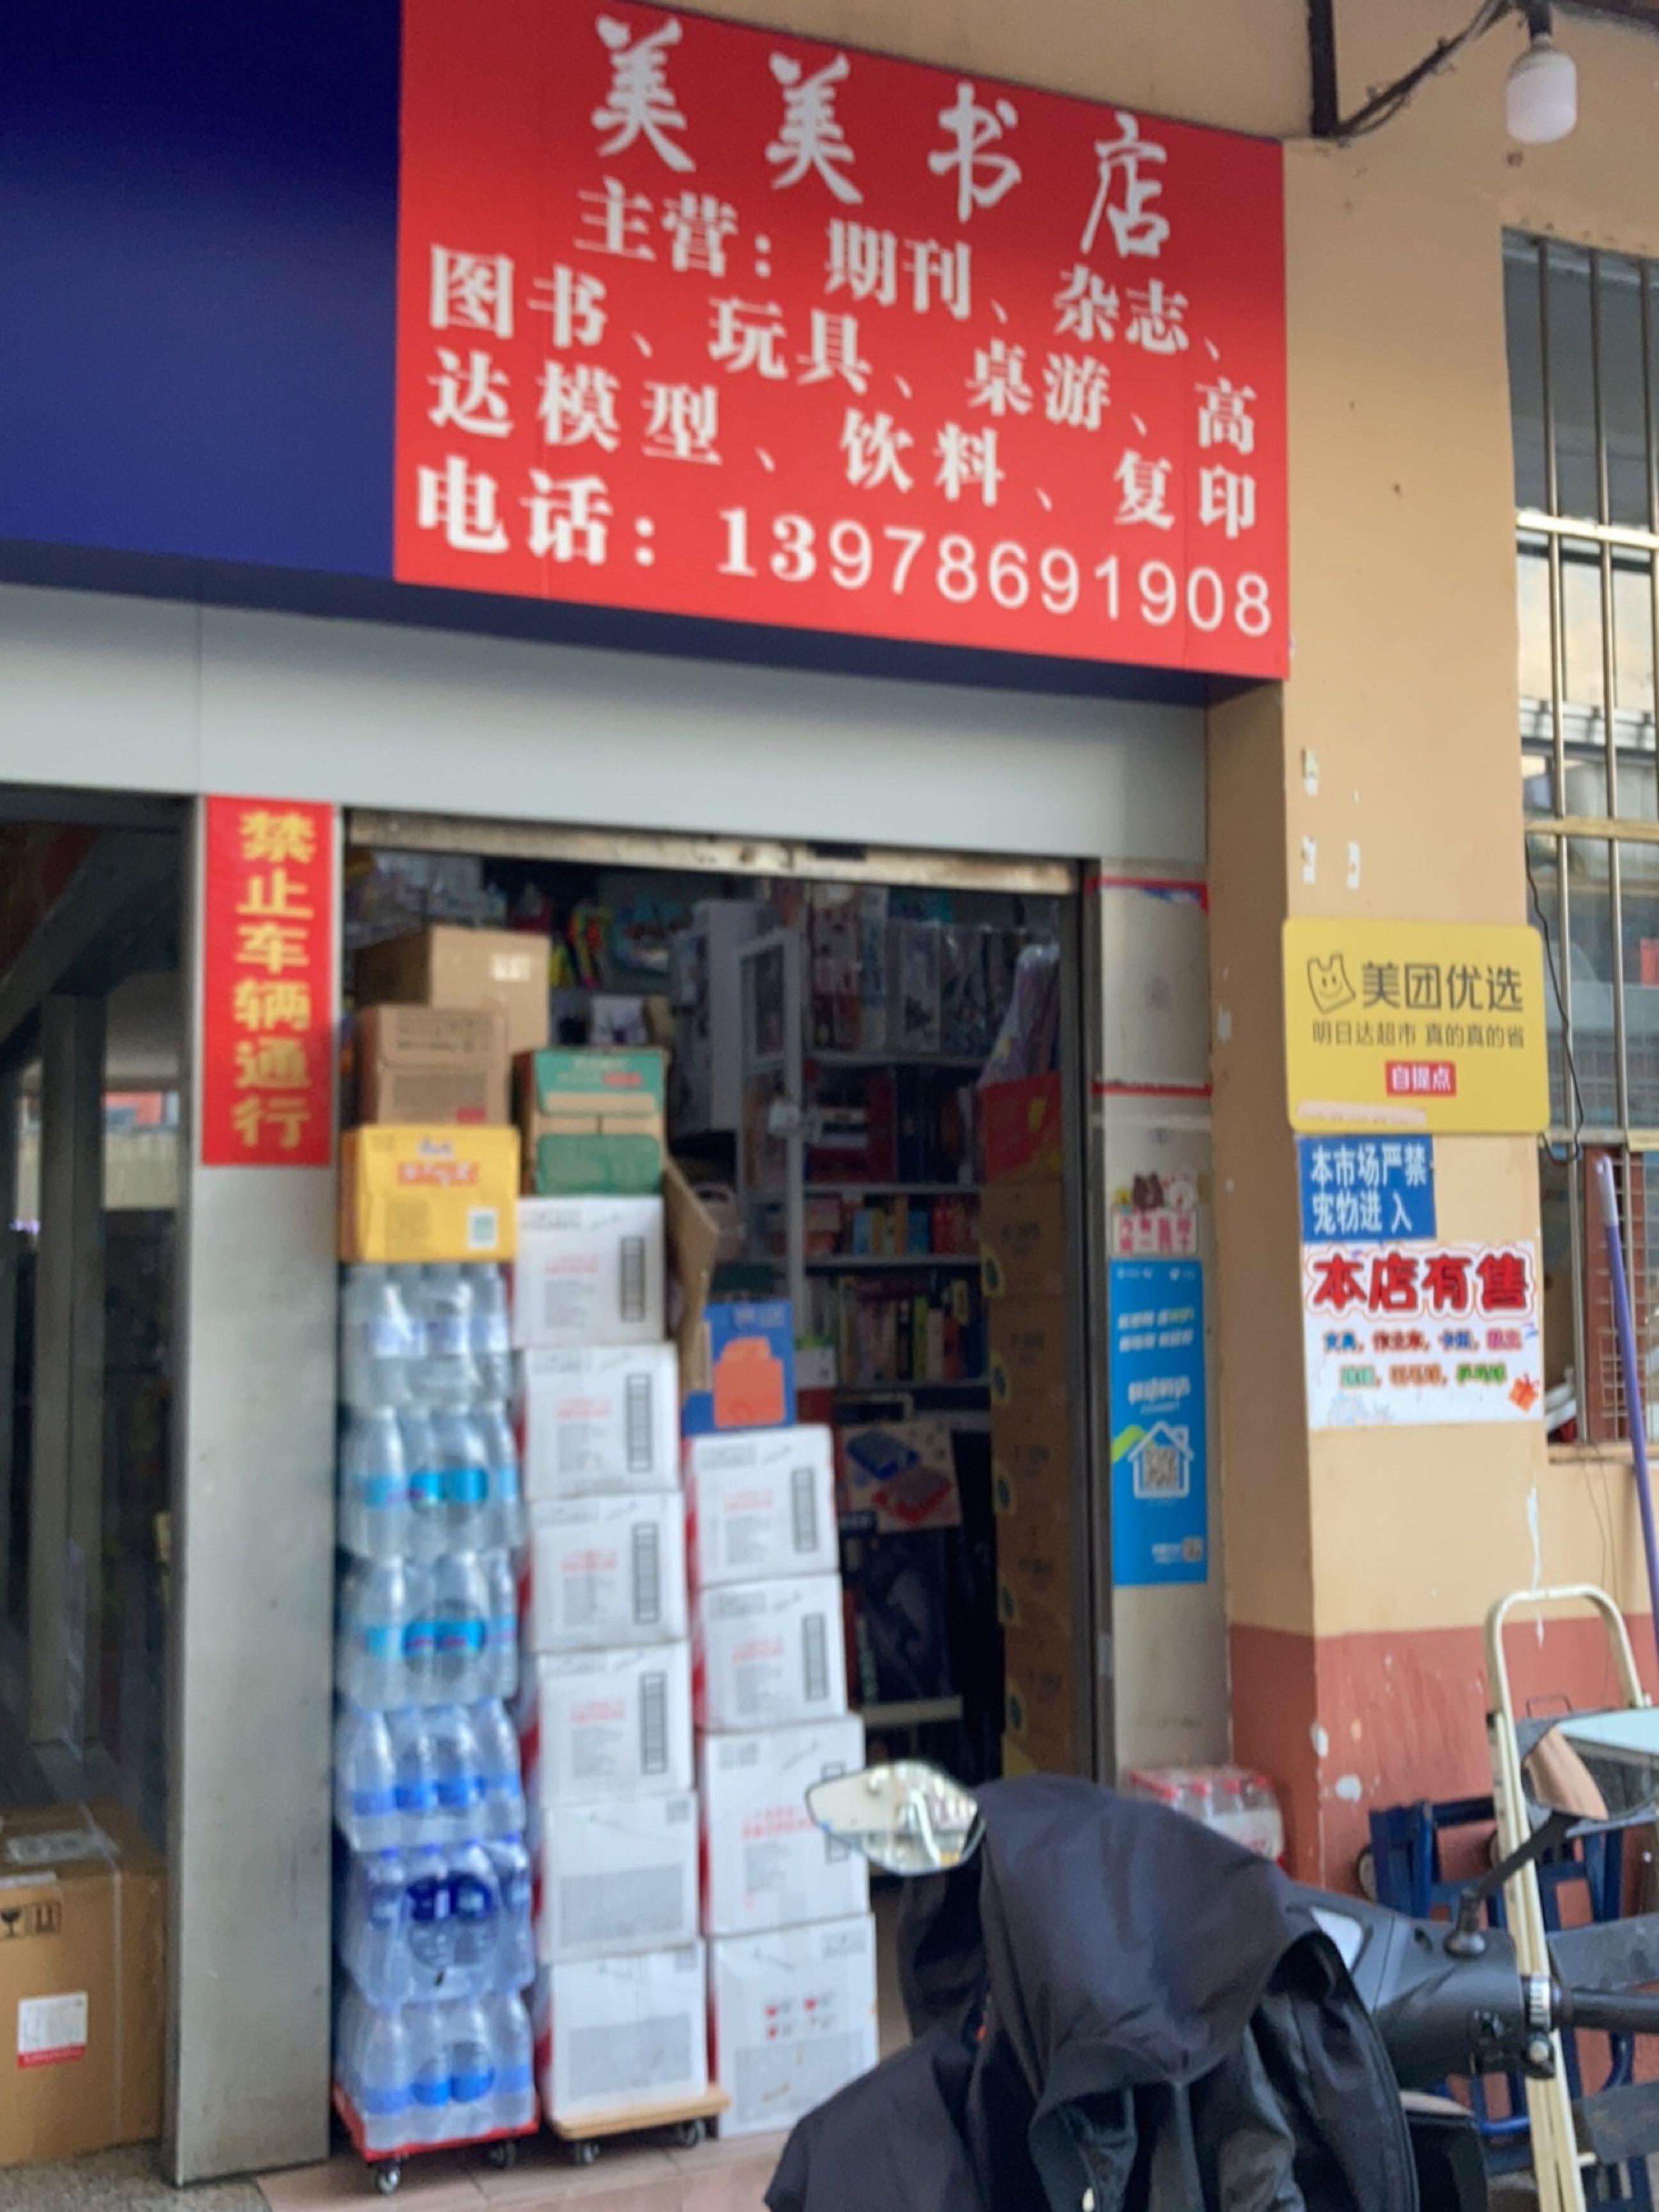 美美书店
主营：期刊、杂志、
图书、玩具、桌游、高
达模型、饮料、复印
电话：13978691908
禁止车辆通行
美团优选
明日达超市 真的真的省
自提点
本市场严禁
宠物进入
本店有售